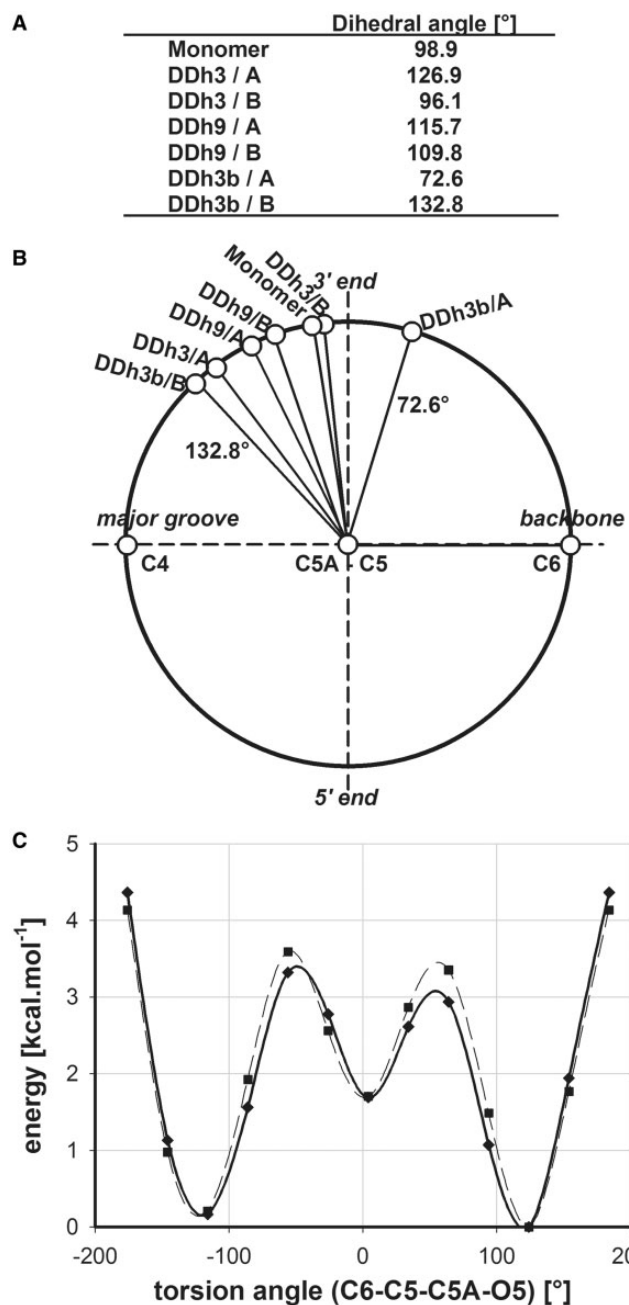 A
Dihedral angle [°]
Monomer 98.9
DDh3 / A 126.9
DDh3 / B 96.1
DDh9 / A 115.7
DDh9 / B 109.8
DDh3b / A 72.6
DDh3b / B 132.8
B
3' end
DDh3b/B
DDh3/A
DDh9/A
DDh9/B
Monomer
DDh3/B
DDh3b/A
132.8°
72.6°
major groove
backbone
C4
C5A - C5
C6
5' end
C
energy [kcal.mol⁻¹]
5
4
3
2
1
0
-200 -100 0 100 20
torsion angle (C6-C5-C5A-O5) [°]